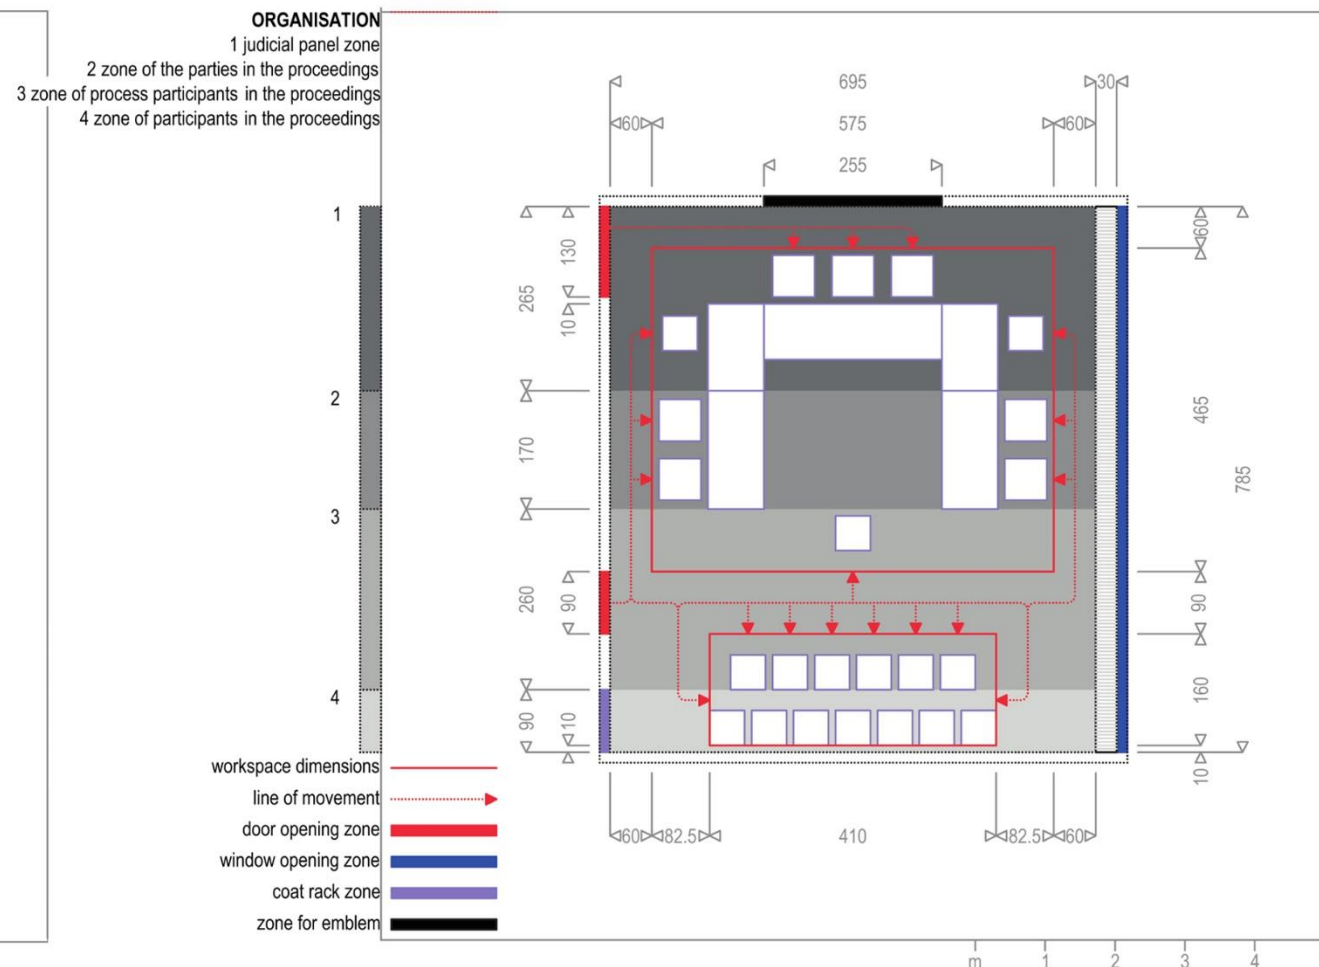 ORGANISATION
1 judicial panel zone
2 zone of the parties in the proceedings
3 zone of process participants in the proceedings
4 zone of participants in the proceedings
695
30
60
575
60
255
1
130
60
265
10
2
465
170
785
3
260
90
90
4
160
90
10
10
workspace dimensions
line of movement
door opening zone
window opening zone
coat rack zone
zone for emblem
60
82.5
410
82.5
60
m
1
2
3
4